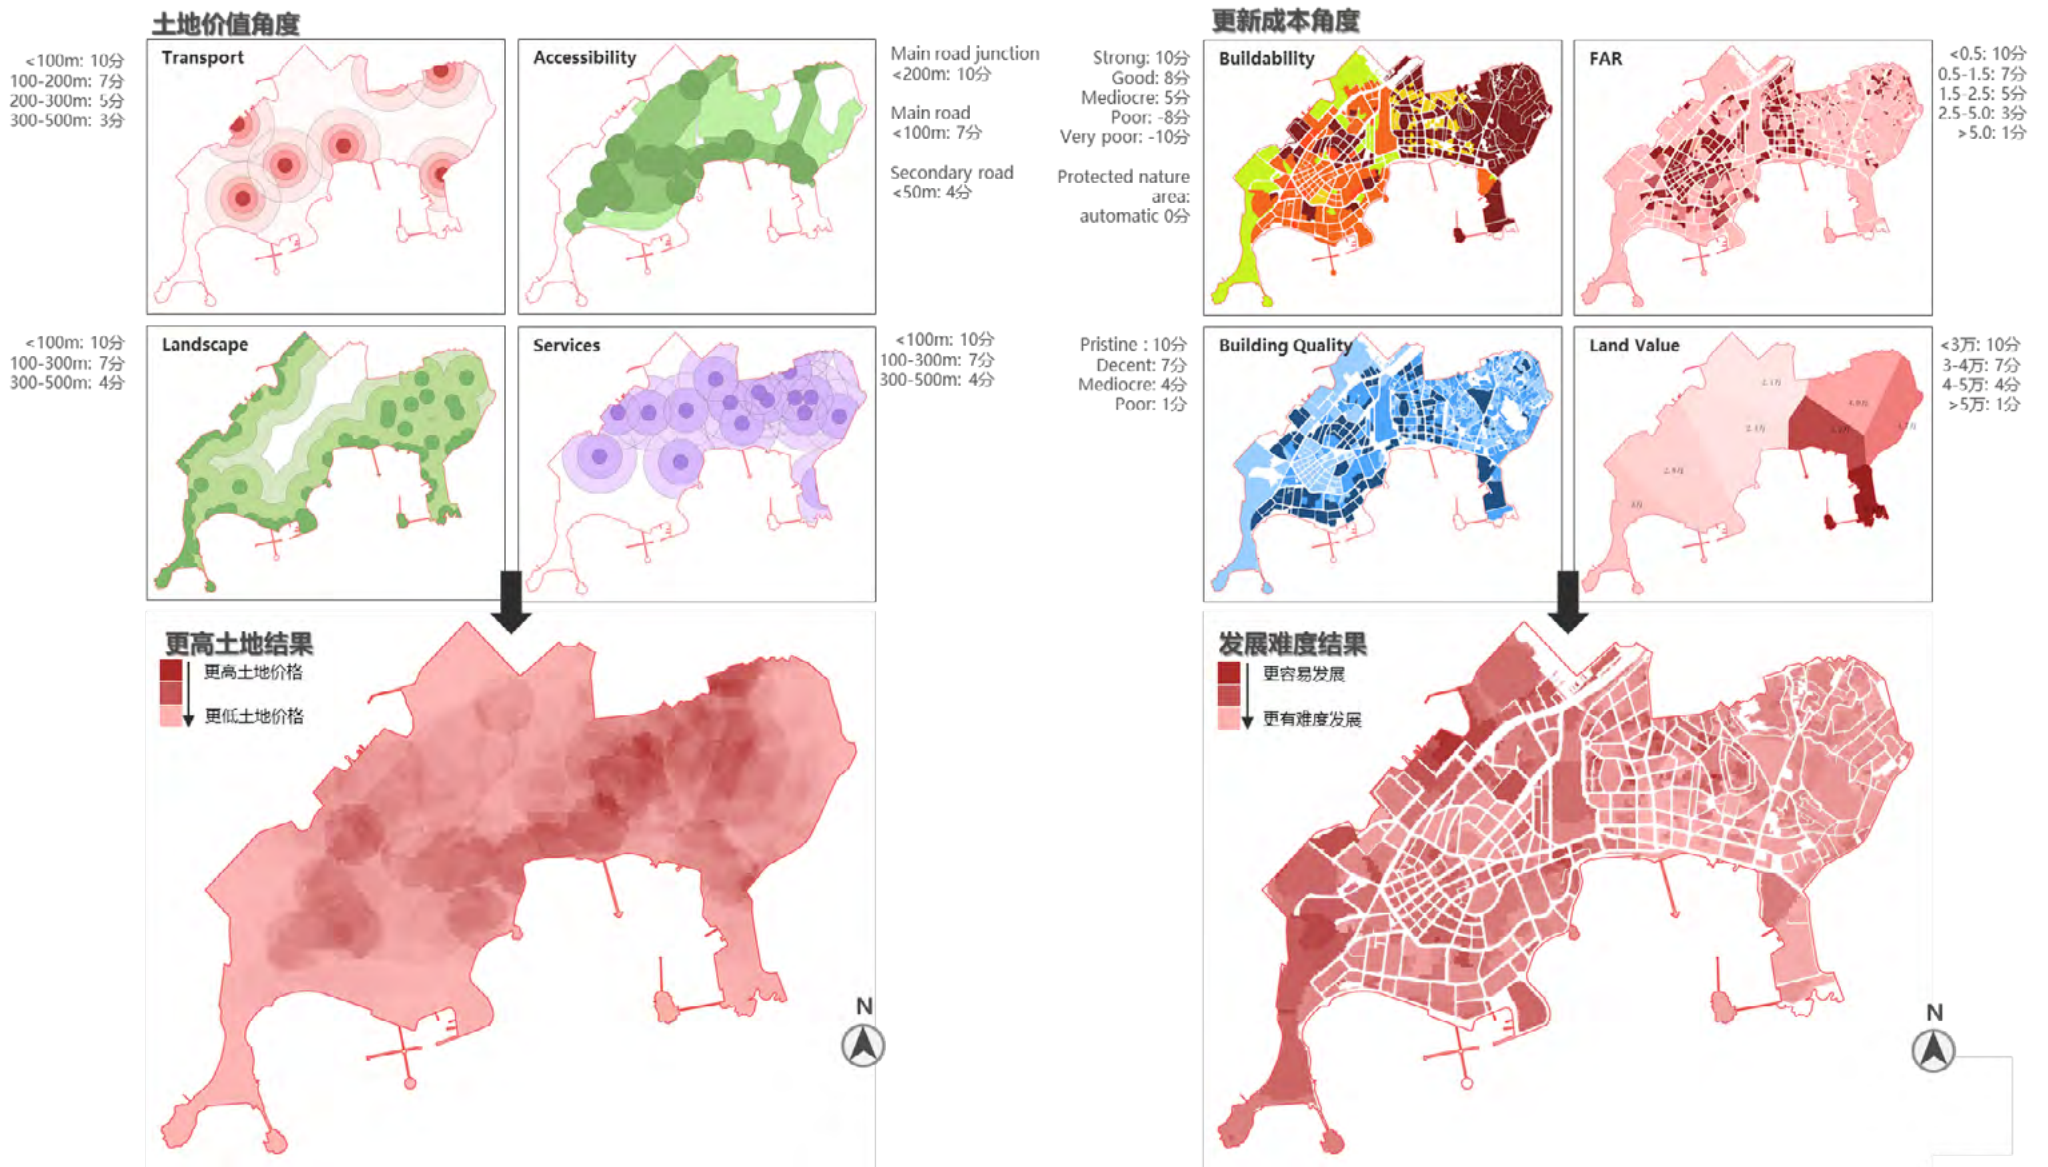 土地价值角度
<100m: 10分
100-200m: 7分
200-300m: 5分
300-500m: 3分
Transport
Accessibility
Main road junction
<200m: 10分
Main road
<100m: 7分
Secondary road
<50m: 4分
<100m: 10分
100-300m: 7分
300-500m: 4分
Landscape
Services
<100m: 10分
100-300m: 7分
300-500m: 4分
更高土地结果
更高土地价格
更低土地价格
N
更新成本角度
Strong: 10分
Good: 8分
Mediocre: 5分
Poor: -8分
Very poor: -10分
Protected nature
area:
automatic 0分
Buildability
FAR
<0.5: 10分
0.5-1.5: 7分
1.5-2.5: 5分
2.5-5.0: 3分
>5.0: 1分
Pristine : 10分
Decent: 7分
Mediocre: 4分
Poor: 1分
Building Quality
Land Value
3万
<3万: 10分
3-4万: 7分
4-5万: 4分
>5万: 1分
发展难度结果
更容易发展
更有难度发展
N